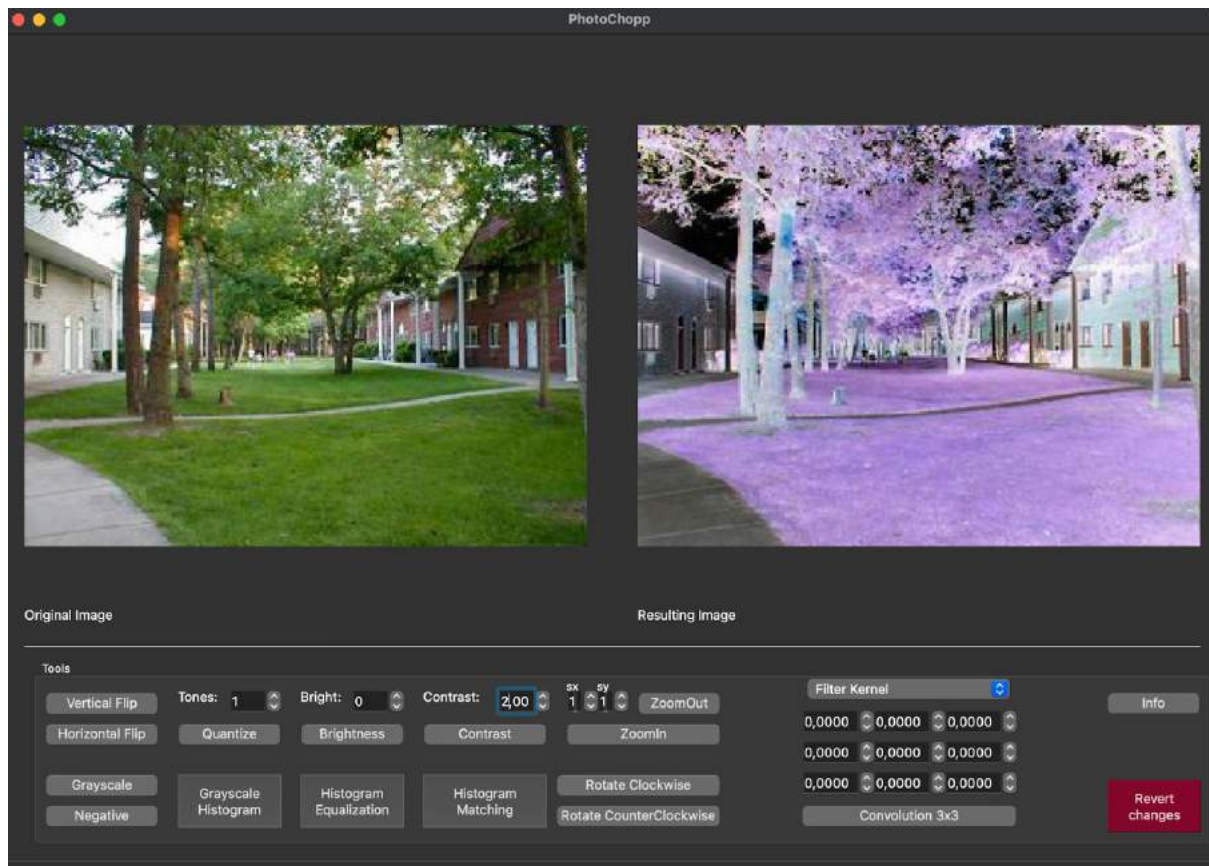 PhotoChopp
Original Image
Resulting Image
Tools
Vertical Flip
Tones: 1
Bright: 0
Contrast: 2,00
sx sy
1 1
ZoomOut
Filter Kernel
Info
Horizontal Flip
Quantize
Brightness
Contrast
ZoomIn
0,0000 0,0000 0,0000
0,0000 0,0000 0,0000
0,0000 0,0000 0,0000
Grayscale
Negative
Grayscale
Histogram
Histogram
Equalization
Histogram
Matching
Rotate Clockwise
Rotate CounterClockwise
Convolution 3x3
Revert
changes